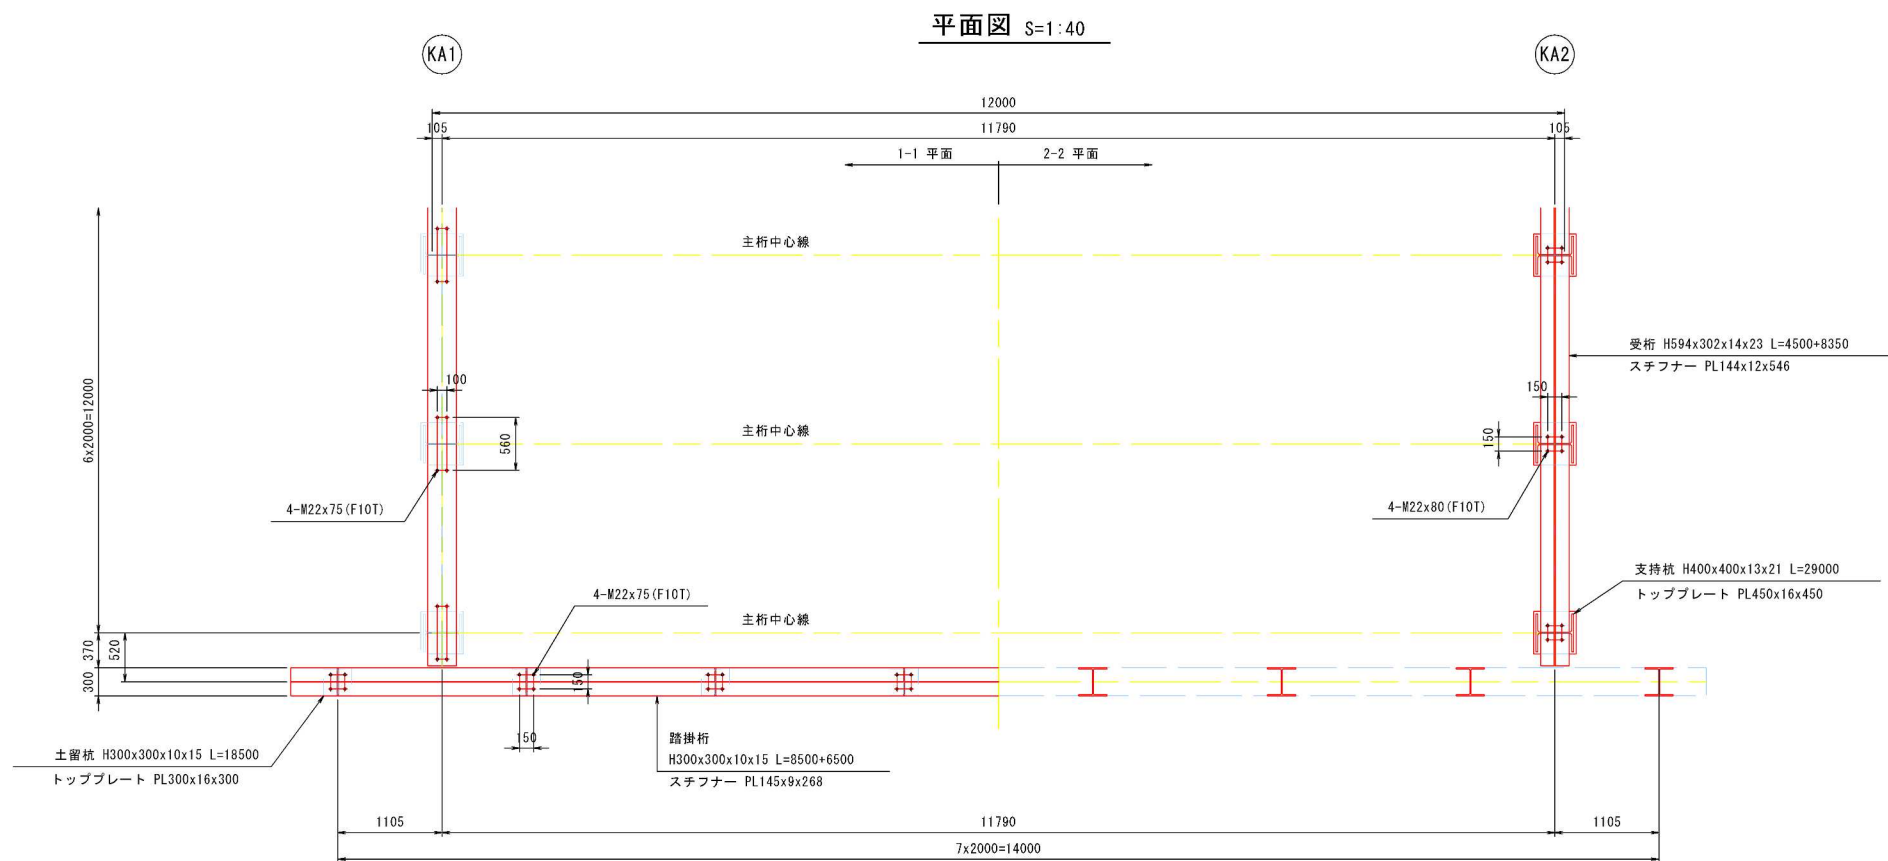 平面図 S=1:40
KA1
KA2
12000
105
11790
105
1-1 平面
2-2 平面
主桁中心線
受桁 H594x302x14x23 L=4500+8350
スチフナー PL144x12x546
100
150
6x2000=12000
主桁中心線
560
150
4-M22x75(F10T)
4-M22x80(F10T)
支持杭 H400x400x13x21 L=29000
トッププレート PL450x16x450
4-M22x75(F10T)
主桁中心線
370
520
300
150
150
土留杭 H300x300x10x15 L=18500
トッププレート PL300x16x300
踏掛桁
H300x300x10x15 L=8500+6500
スチフナー PL145x9x268
1105
11790
1105
7x2000=14000